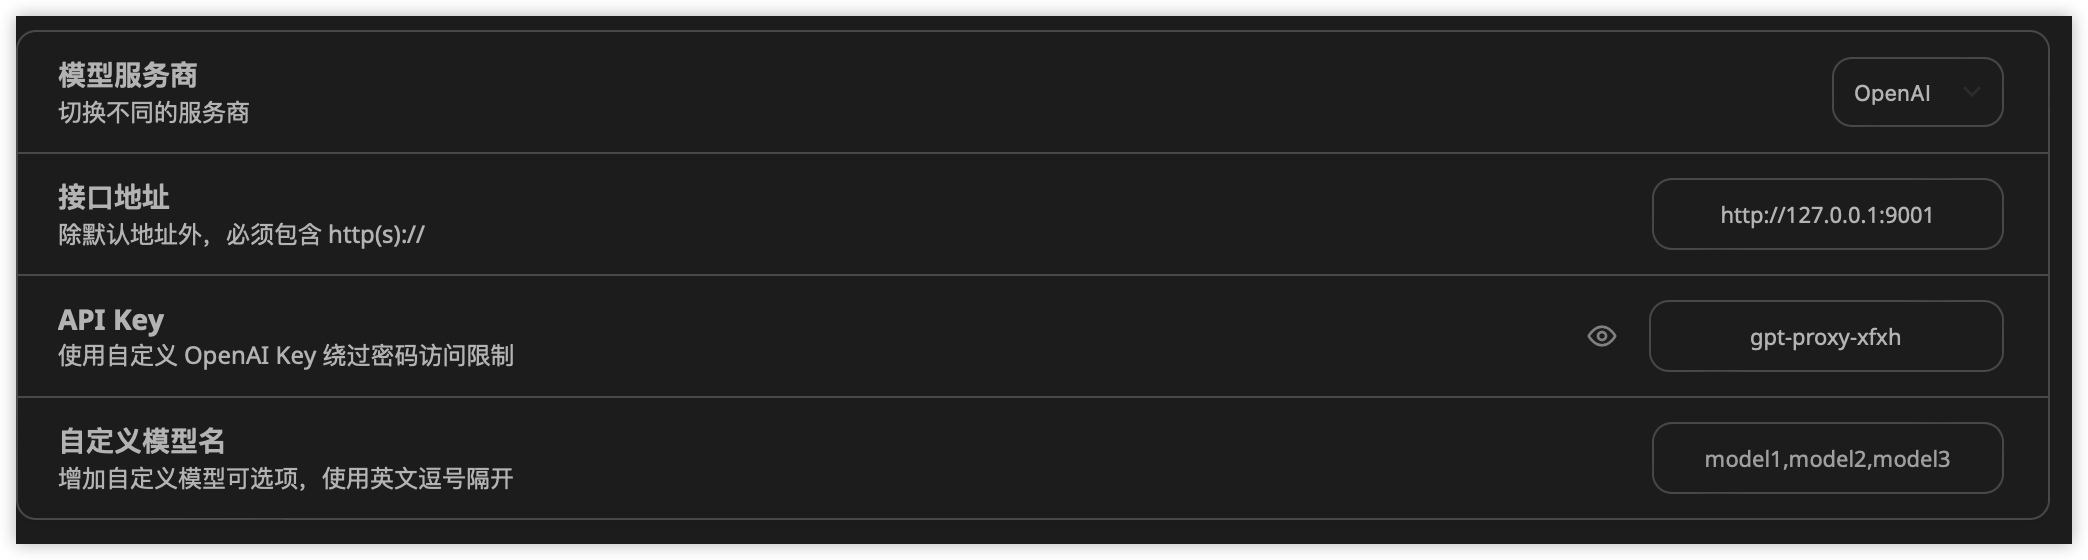 模型服务商
切换不同的服务商
OpenAI
接口地址
除默认地址外，必须包含 http(s)://
http://127.0.0.1:9001
API Key
使用自定义 OpenAI Key 绕过密码访问限制
gpt-proxy-xfxh
自定义模型名
增加自定义模型可选项，使用英文逗号隔开
model1,model2,model3